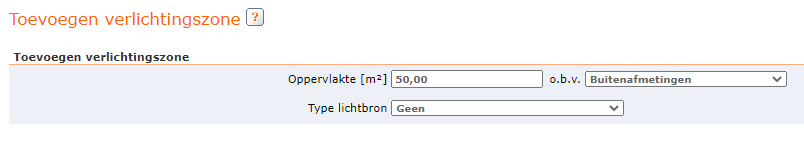 Toevoegen verlichtingszone ?
Toevoegen verlichtingszone
Oppervlakte [m²] 50,00 o.b.v. Buitenafmetingen
Type lichtbron Geen